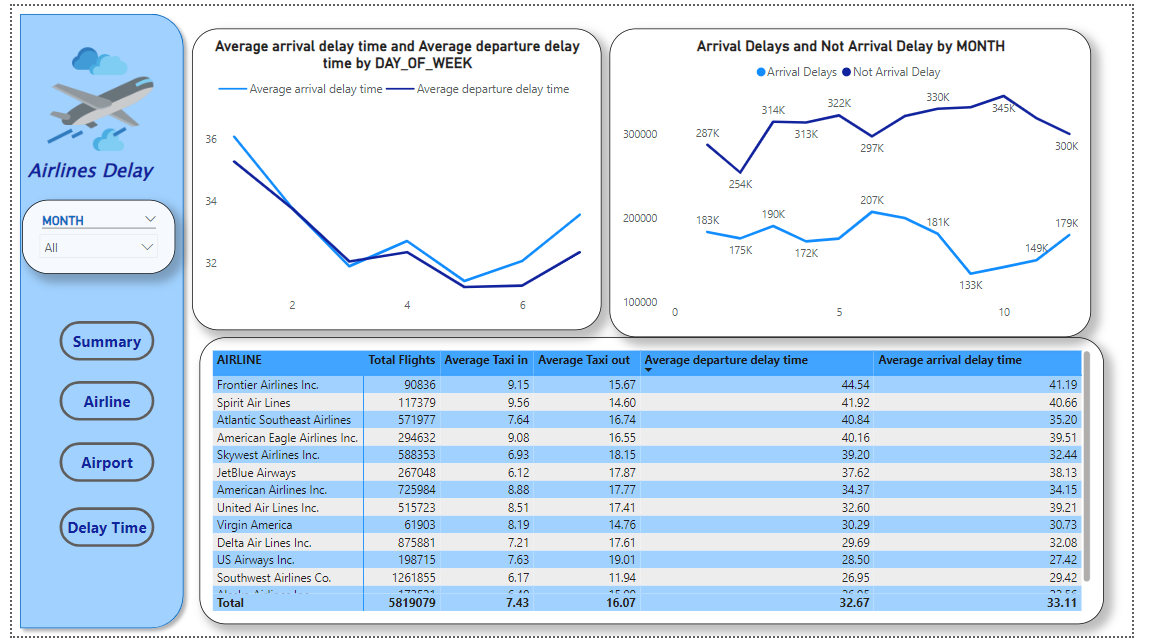 Airlines Delay
MONTH
All
Summary
Airline
Airport
Delay Time
Average arrival delay time and Average departure delay
time by DAY_OF_WEEK
Average arrival delay time Average departure delay time
36
34
32
2 4 6
Arrival Delays and Not Arrival Delay by MONTH
Arrival Delays Not Arrival Delay
300000
200000
100000
287K 254K 314K 313K 322K 297K 330K 345K 300K
183K 175K 190K 172K 207K 181K 133K 149K 179K
0 5 10
AIRLINE Total Flights Average Taxi in Average Taxi out Average departure delay time Average arrival delay time
Frontier Airlines Inc. 90836 9.15 15.67 44.54 41.19
Spirit Air Lines 117379 9.56 14.60 41.92 40.66
Atlantic Southeast Airlines 571977 7.64 16.74 40.84 35.20
American Eagle Airlines Inc. 294632 9.08 16.55 40.16 39.51
Skywest Airlines Inc. 588353 6.93 18.15 39.20 32.44
JetBlue Airways 267048 6.12 17.87 37.62 38.13
American Airlines Inc. 725984 8.88 17.77 34.37 34.15
United Air Lines Inc. 515723 8.51 17.41 32.60 39.21
Virgin America 61903 8.19 14.76 30.29 30.73
Delta Air Lines Inc. 875881 7.21 17.61 29.69 32.08
US Airways Inc. 198715 7.63 19.01 28.50 27.42
Southwest Airlines Co. 1261855 6.17 11.94 26.95 29.42
Total 5819079 7.43 16.07 32.67 33.11